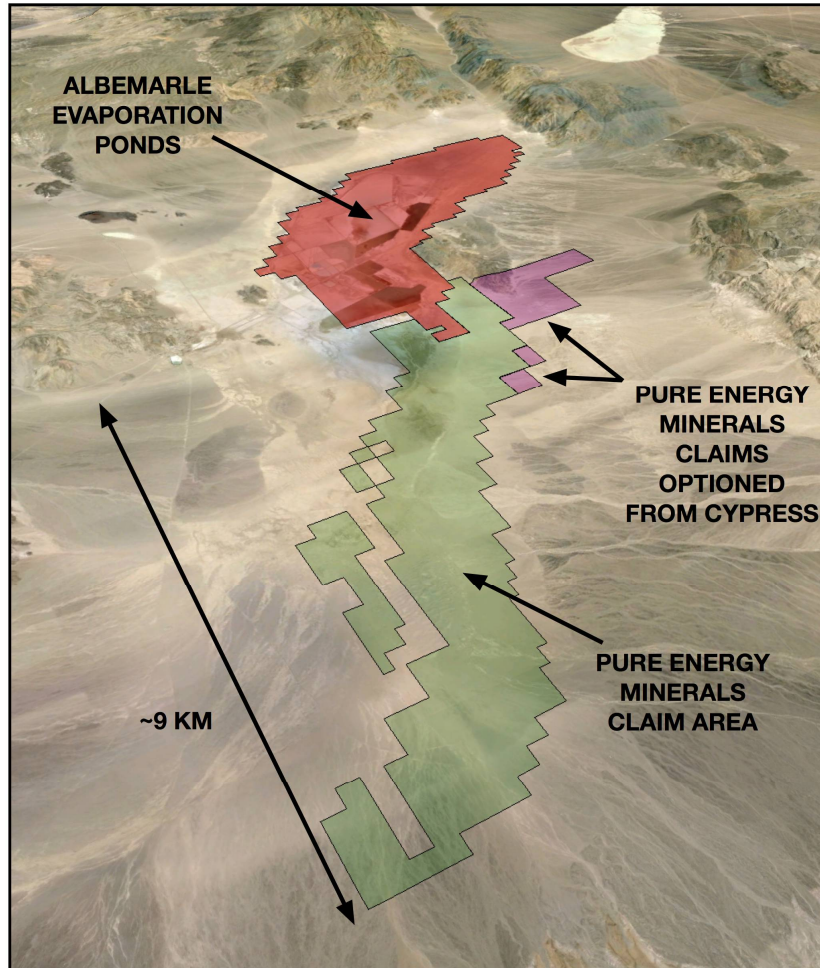 ALBEMARLE
EVAPORATION
PONDS
PURE ENERGY
MINERALS
CLAIMS
OPTIONED
FROM CYPRESS
PURE ENERGY
MINERALS
CLAIM AREA
~9 KM